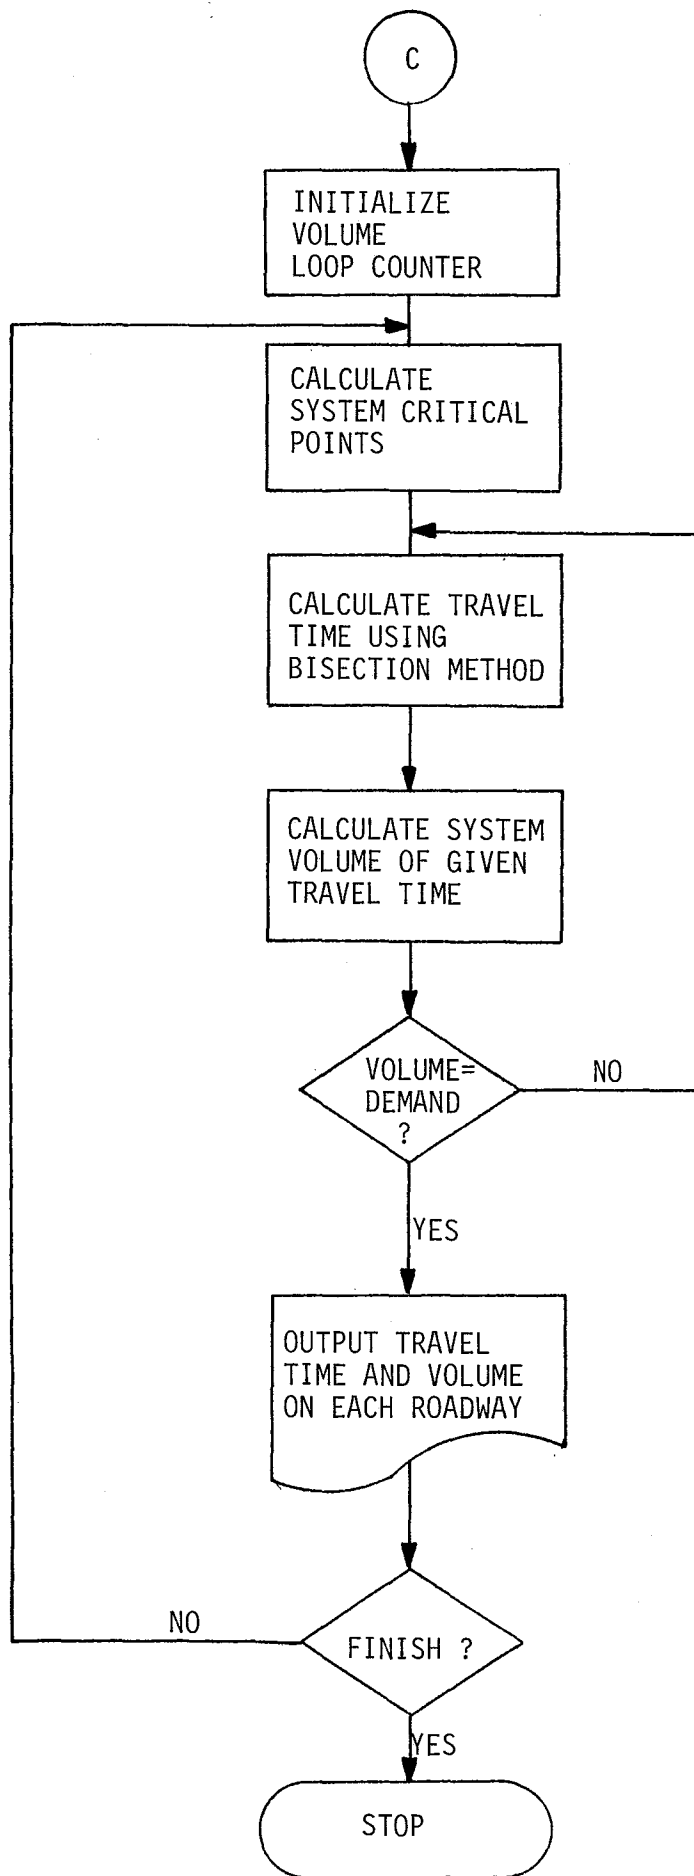 C
INITIALIZE
VOLUME
LOOP COUNTER
CALCULATE
SYSTEM CRITICAL
POINTS
CALCULATE TRAVEL
TIME USING
BISECTION METHOD
CALCULATE SYSTEM
VOLUME OF GIVEN
TRAVEL TIME
VOLUME=
DEMAND
?
NO
YES
OUTPUT TRAVEL
TIME AND VOLUME
ON EACH ROADWAY
NO
FINISH ?
YES
STOP